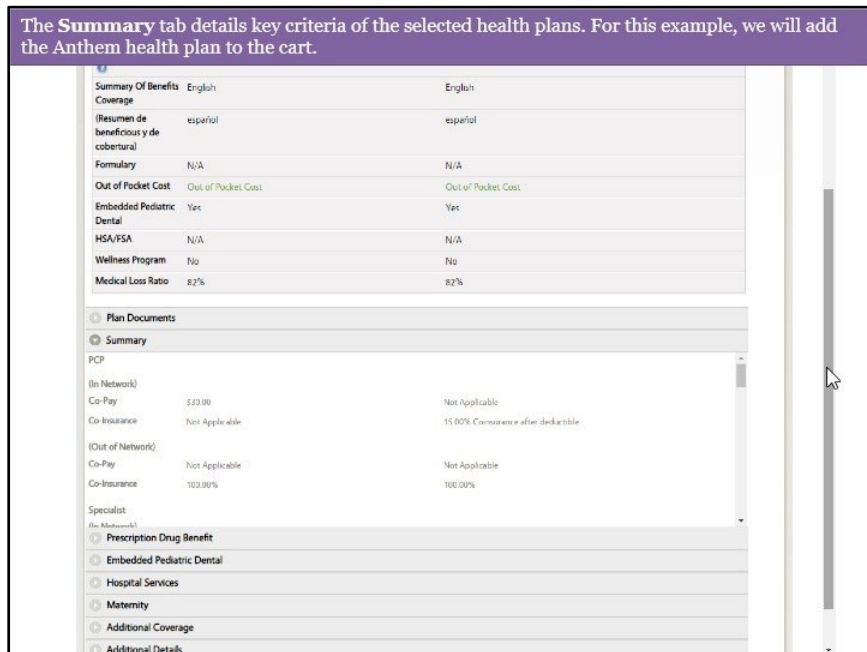 The Summary tab details key criteria of the selected health plans. For this example, we will add
the Anthem health plan to the cart.
Summary Of Benefits Coverage English English
(Resumen de beneficious y de cobertura) español español
Formulary N/A N/A
Out of Pocket Cost Out of Pocket Cost Out of Pocket Cost
Embedded Pediatric Dental Yes Yes
HSA/FSA N/A N/A
Wellness Program No No
Medical Loss Ratio 82% 82%
Plan Documents
Summary
PCP
(In Network)
Co-Pay $30.00 Not Applicable
Co-Insurance Not Applicable 15.00% Coinsurance after deductible
(Out of Network)
Co-Pay Not Applicable Not Applicable
Co-Insurance 100.00% 100.00%
Specialist
(In Network)
Prescription Drug Benefit
Embedded Pediatric Dental
Hospital Services
Maternity
Additional Coverage
Additional Details